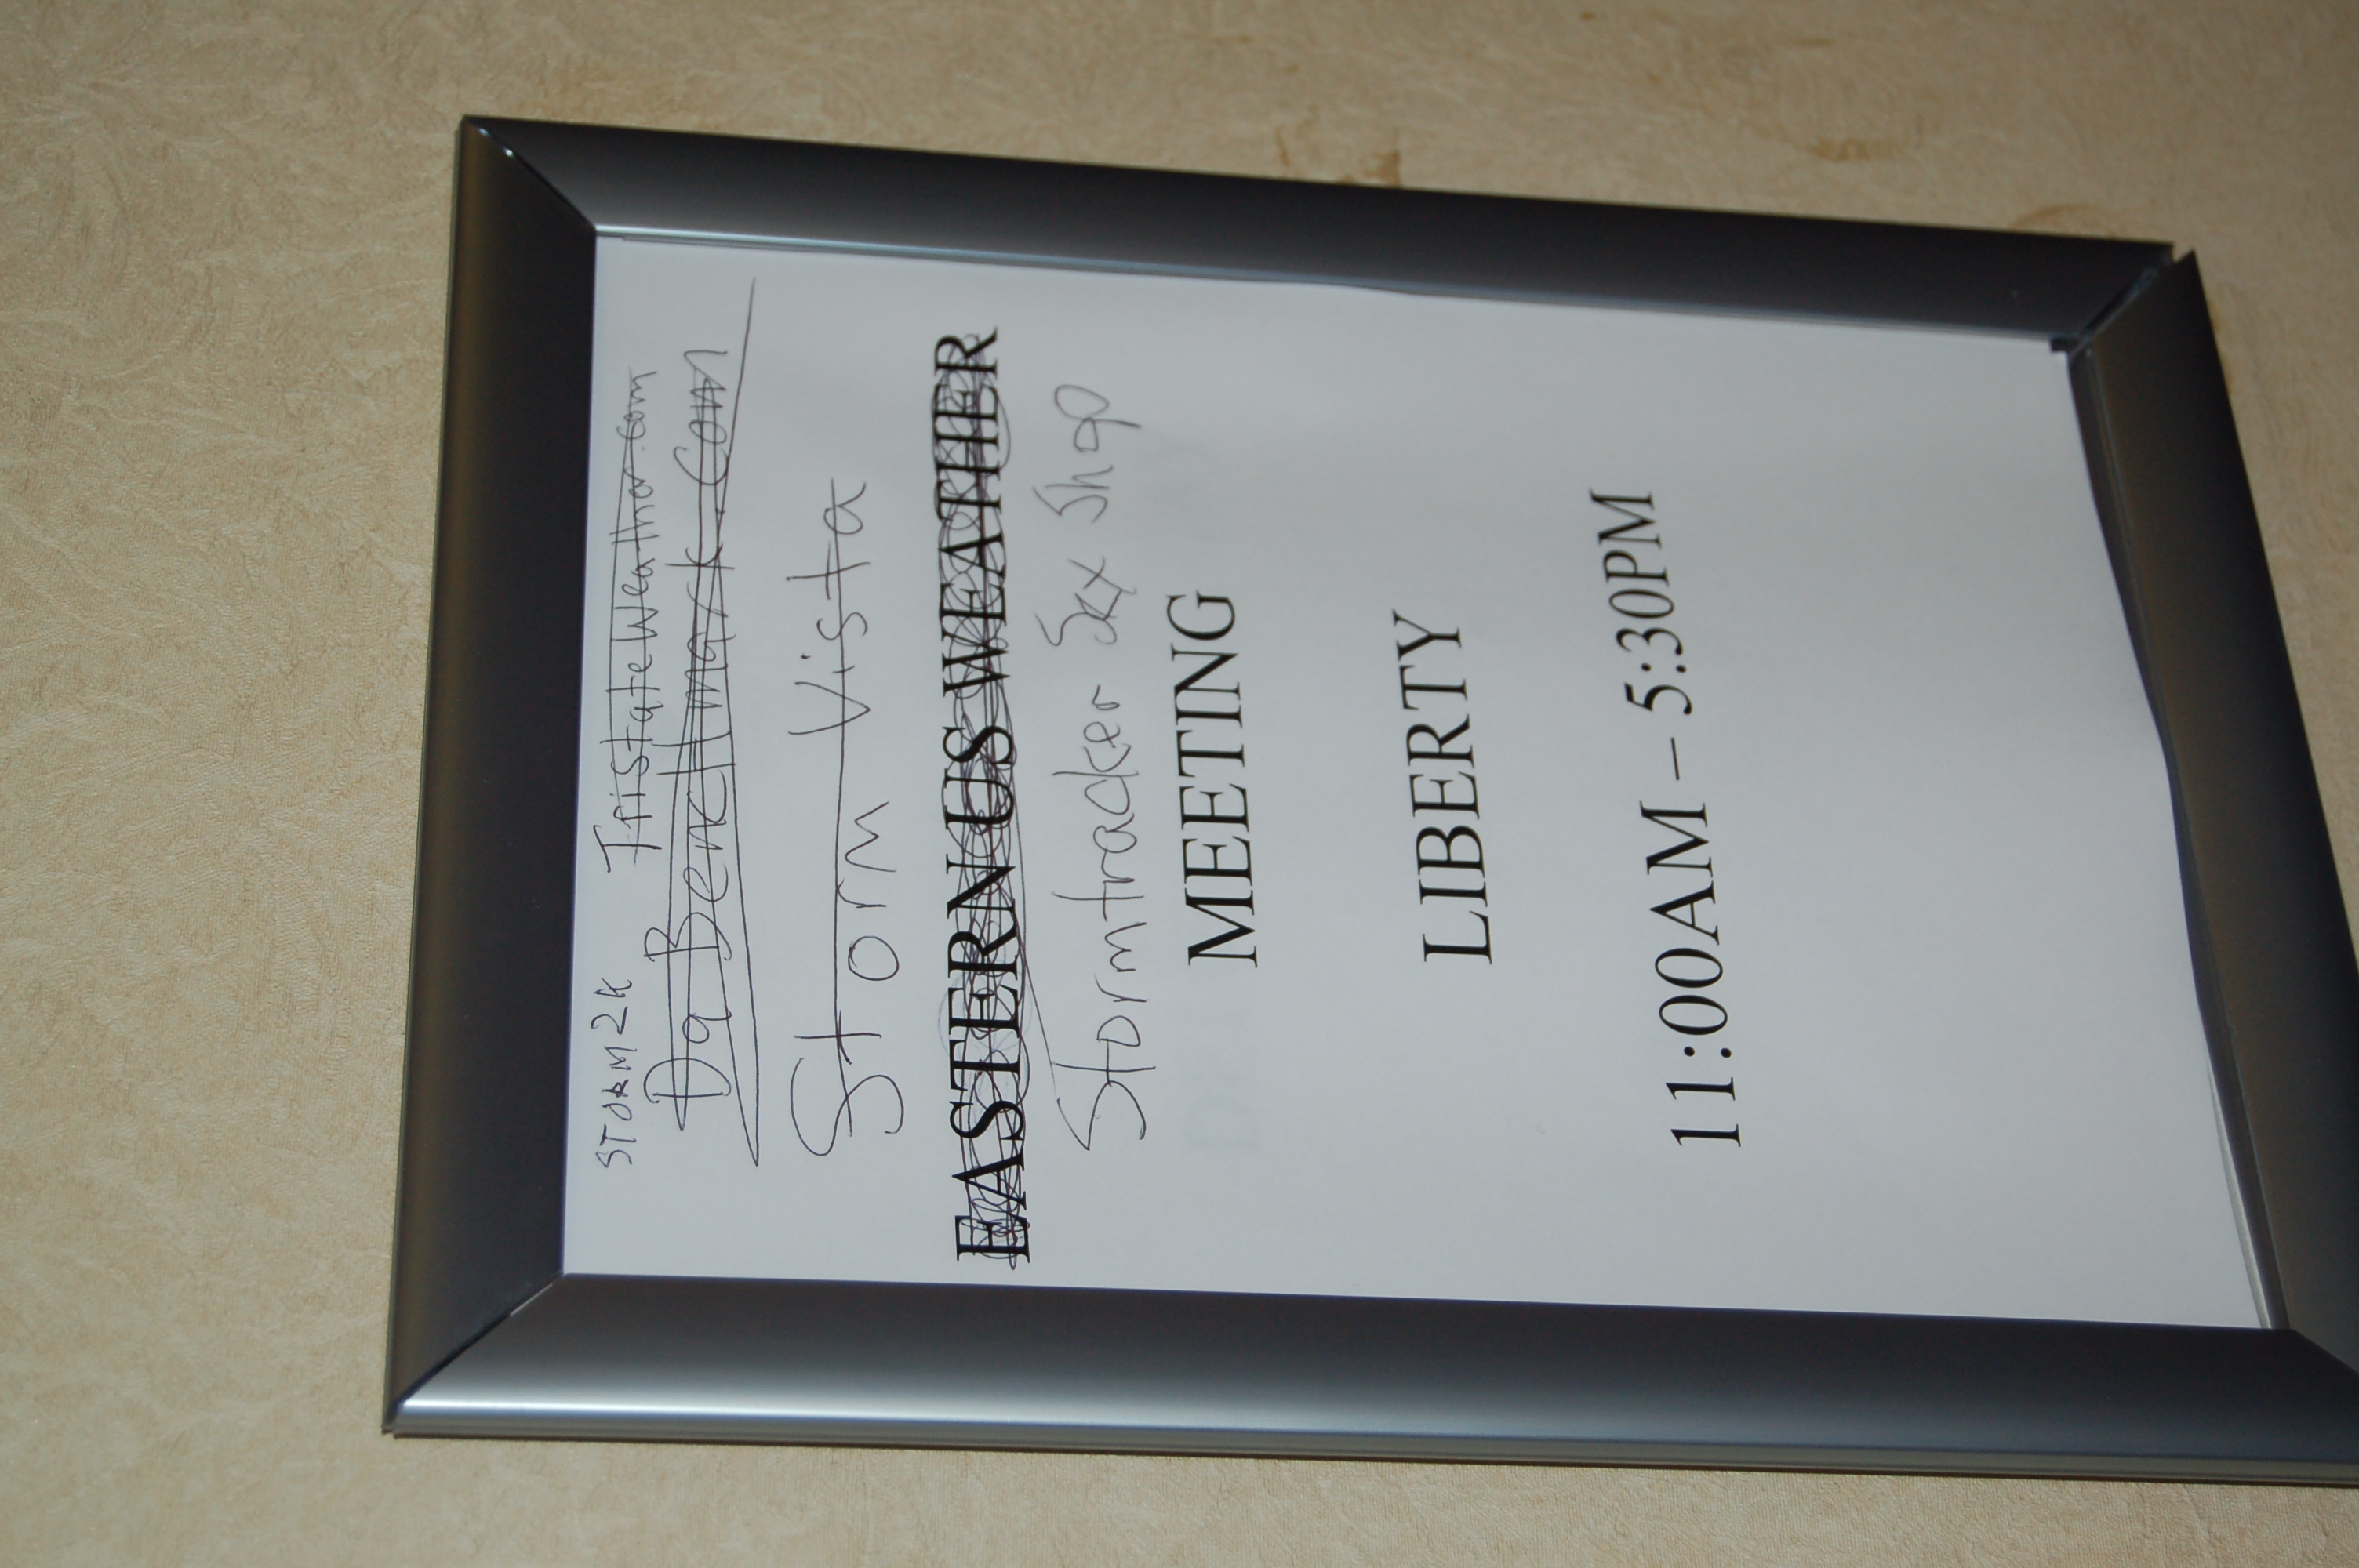 STORM2K TriStateWeather.com
Da Benchmark.com
Storm Vista
EASTERN US WEATHER
Stormtracker Sex Shop
MEETING
LIBERTY
11:00AM – 5:30PM